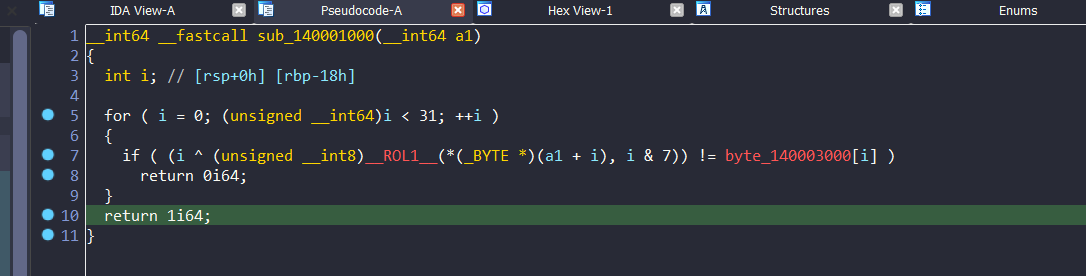 IDA View-A Pseudocode-A Hex View-1 Structures Enums
1 __int64 __fastcall sub_140001000(__int64 a1)
2 {
3 int i; // [rsp+0h] [rbp-18h]
4
5 for ( i = 0; (unsigned __int64)i < 31; ++i )
6 {
7 if ( (i ^ (unsigned __int8)__ROL1__(*(_BYTE *)(a1 + i), i & 7)) != byte_140003000[i] )
8 return 0i64;
9 }
10 return 1i64;
11 }